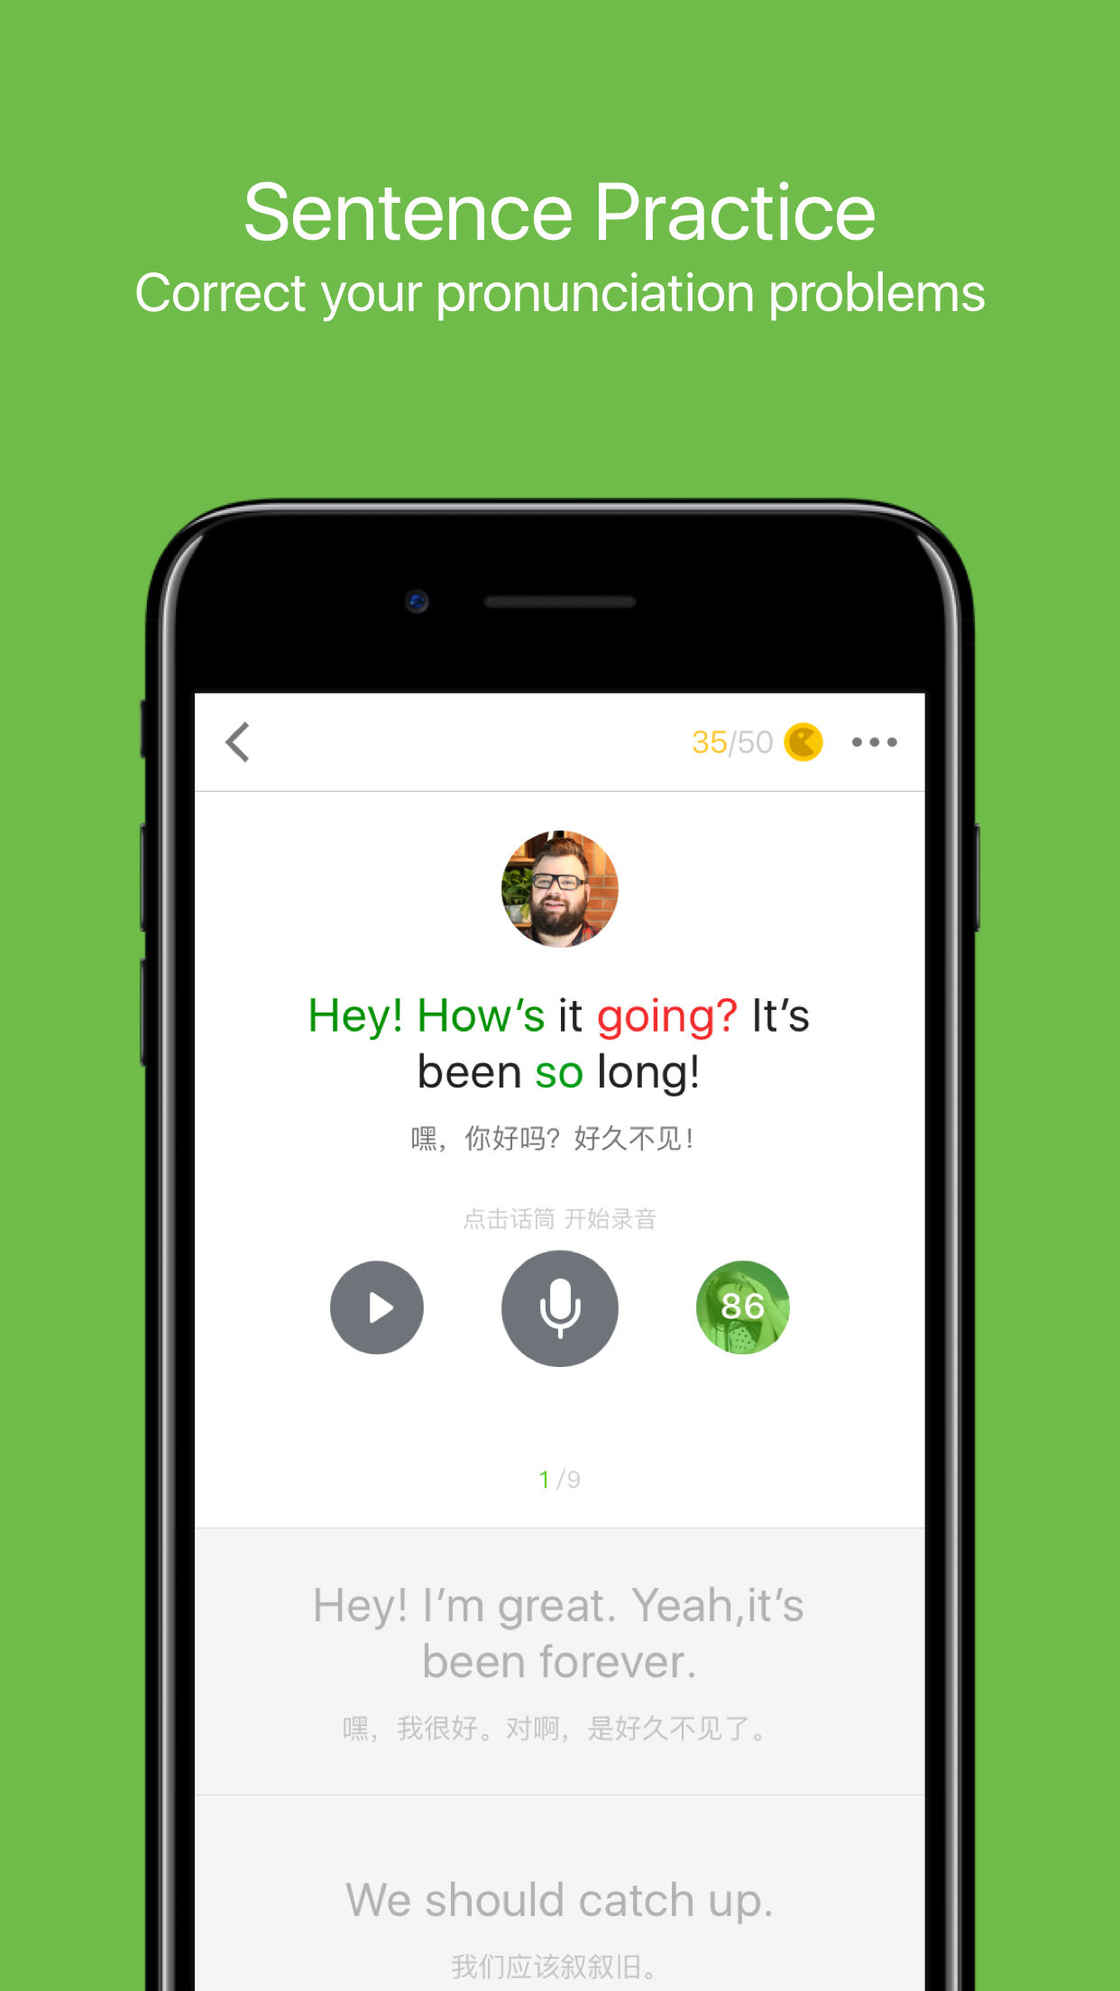 Sentence Practice
Correct your pronunciation problems
35/50
Hey! How’s it going? It’s
been so long!
嘿，你好吗？好久不见！
点击话筒 开始录音
86
1/9
Hey! I’m great. Yeah,it’s
been forever.
嘿，我很好。对啊，是好久不见了。
We should catch up.
我们应该叙叙旧。